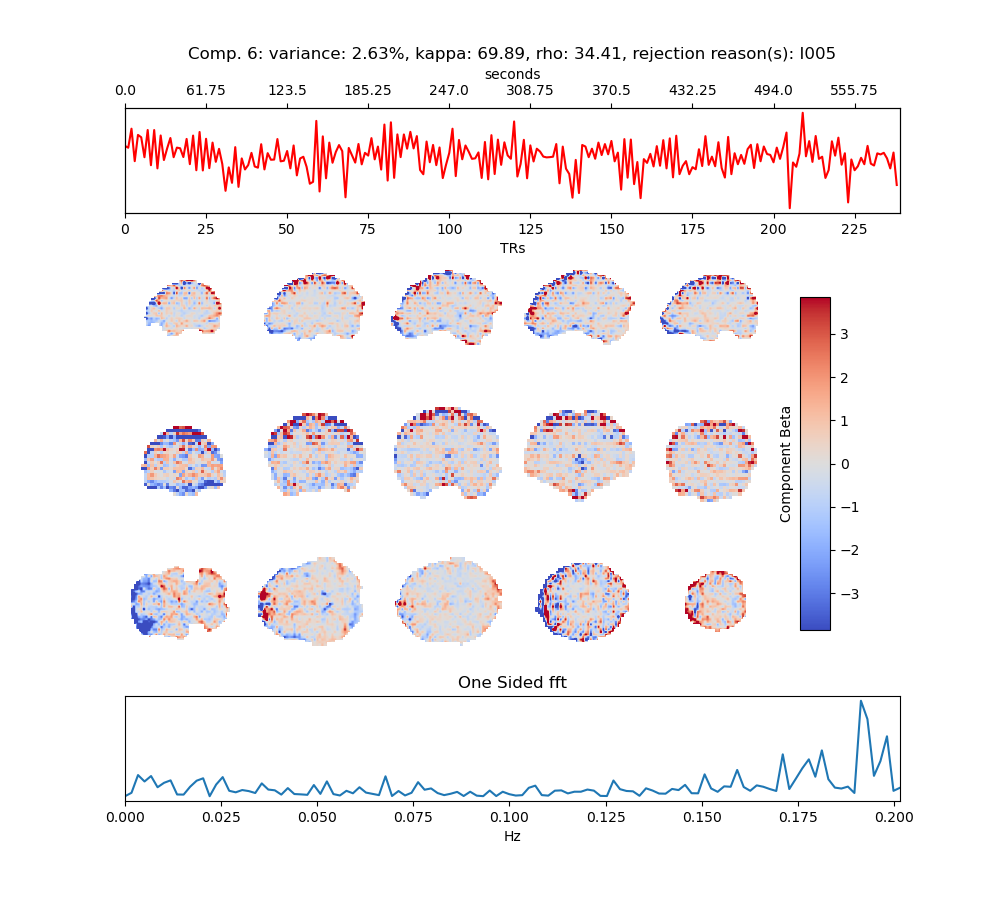 Comp. 6: variance: 2.63%, kappa: 69.89, rho: 34.41, rejection reason(s): I005
seconds
0.0 61.75 123.5 185.25 247.0 308.75 370.5 432.25 494.0 555.75
0 25 50 75 100 125 150 175 200 225
TRs
3
2
1
0
−1
−2
−3
Component Beta
One Sided fft
0.000 0.025 0.050 0.075 0.100 0.125 0.150 0.175 0.200
Hz